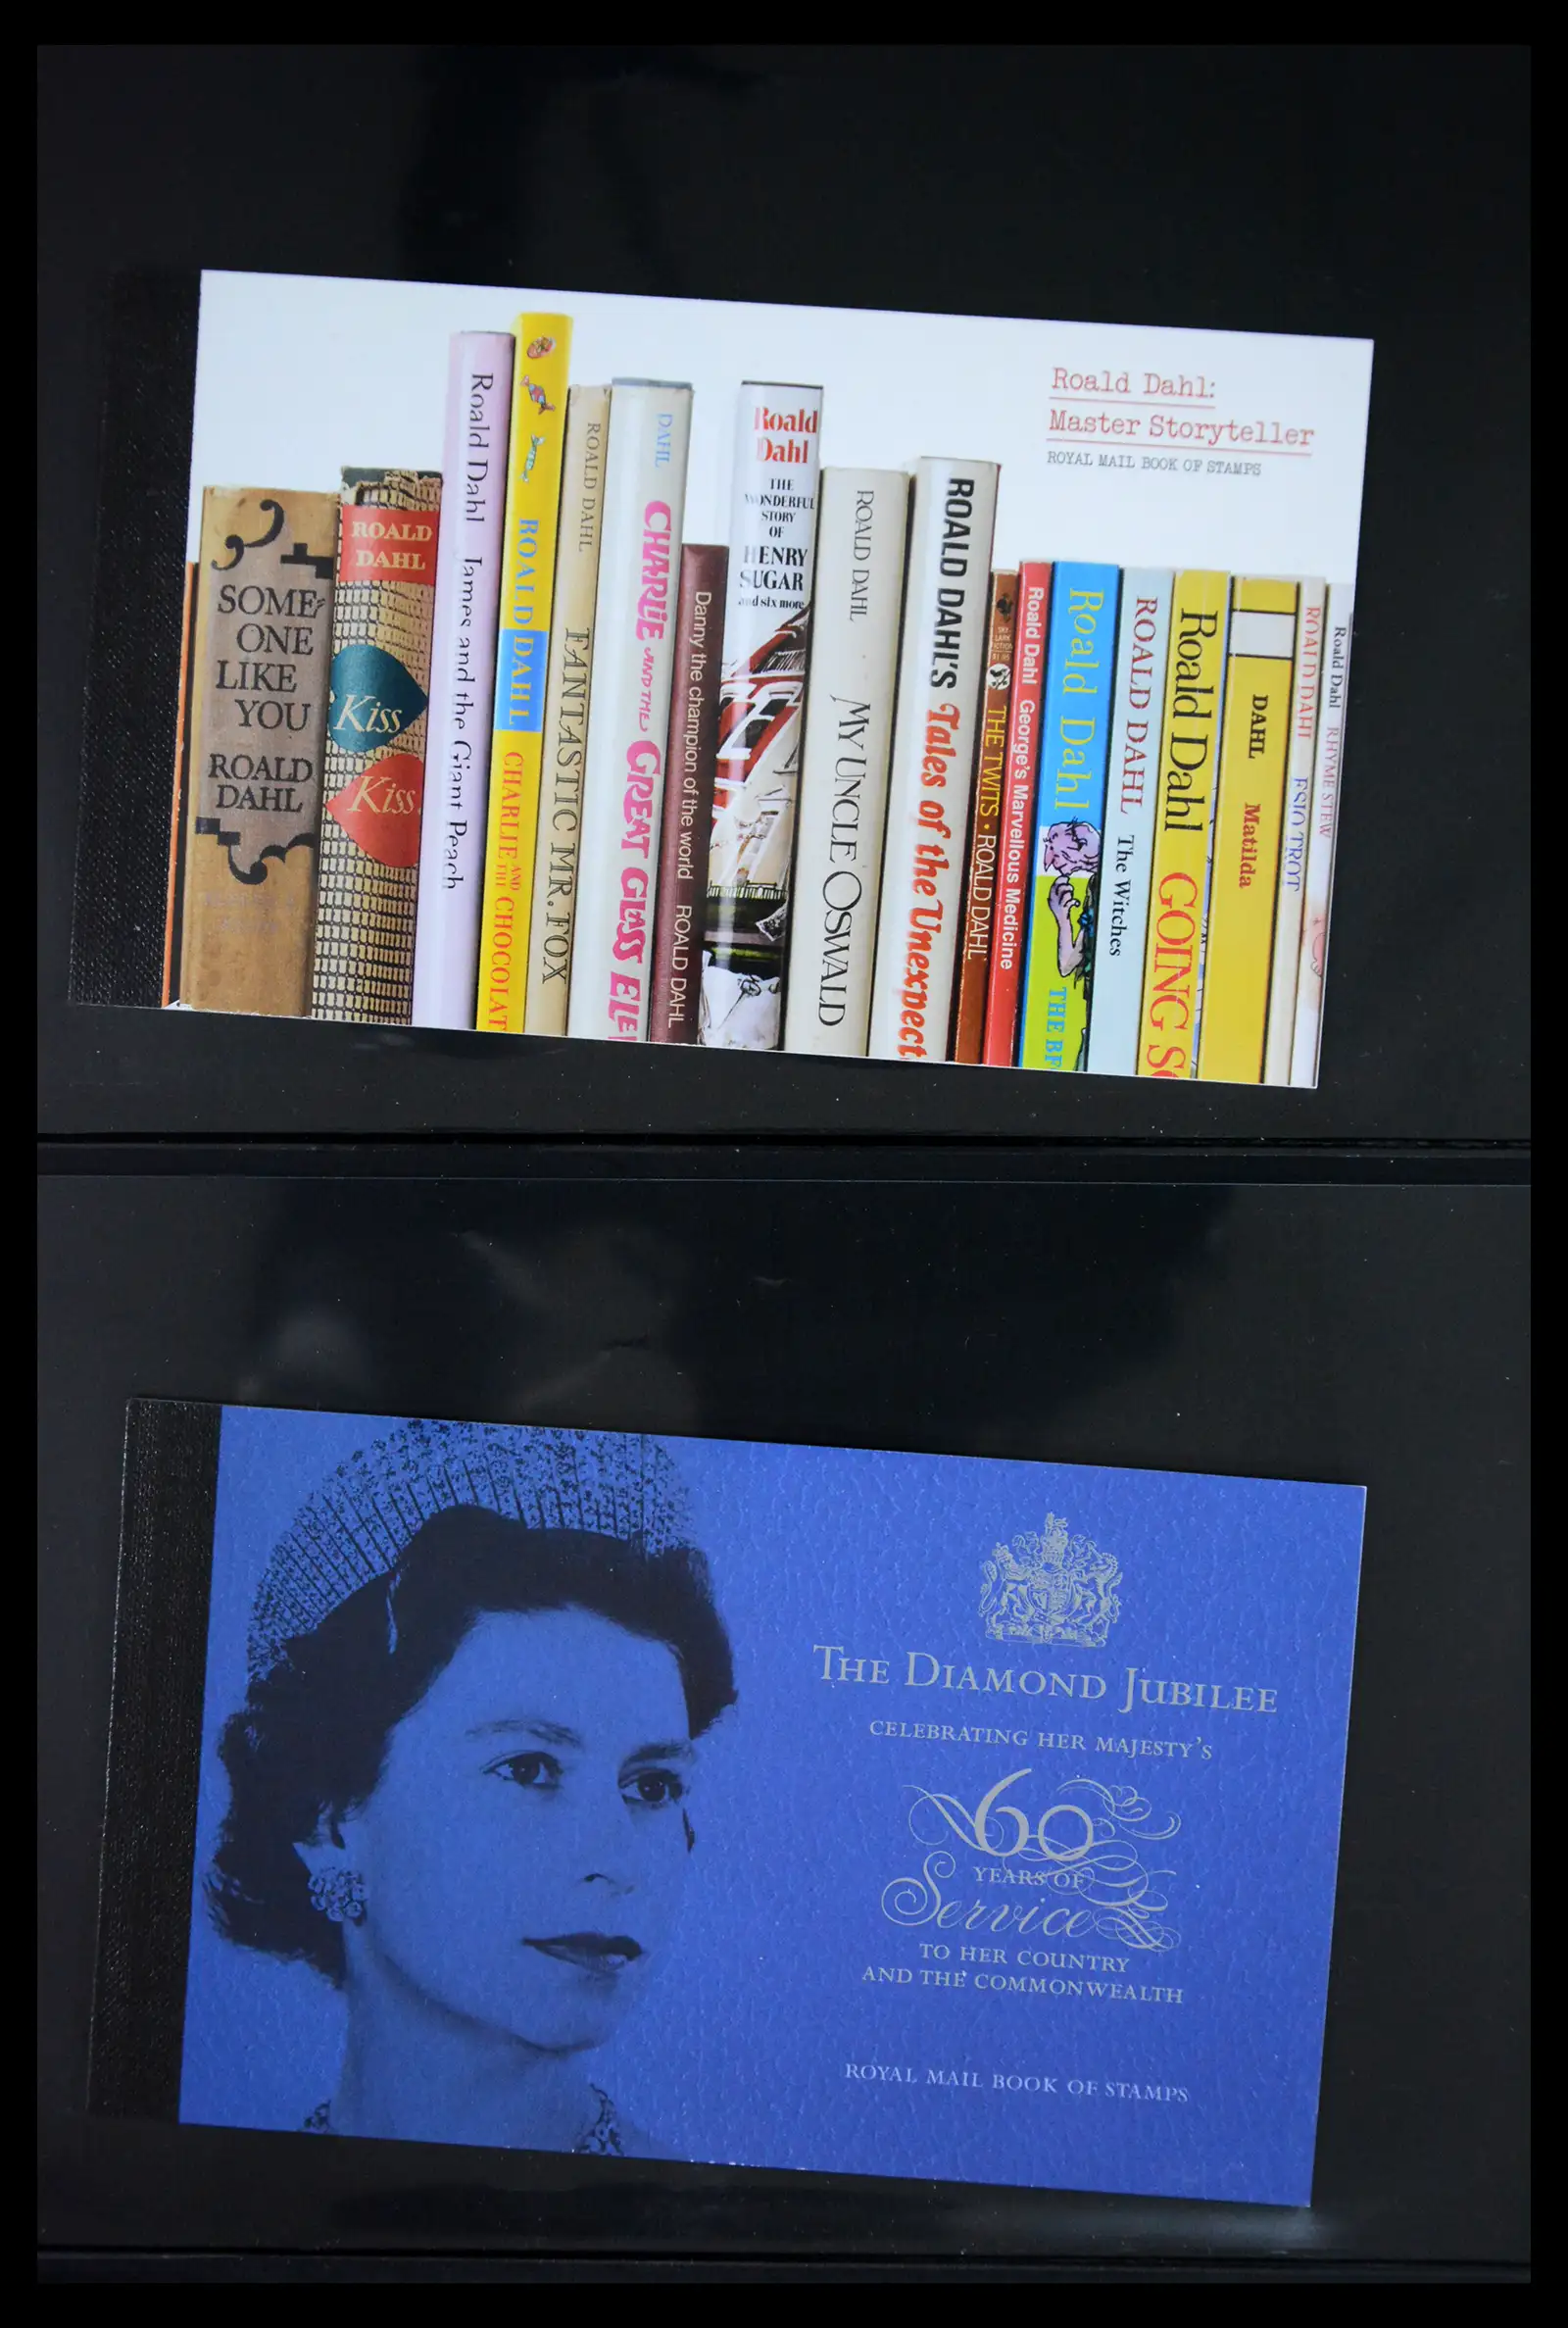 Roald Dahl:
Master Storyteller
ROYAL MAIL BOOK OF STAMPS
SOME-
ONE
LIKE
YOU
ROALD
DAHL
ROALD
DAHL
Kiss
Kiss
Roald Dahl James and the Giant Peach
ROALD DAHL CHARLIE AND THE CHOCOLAT
ROALD DAHL FANTASTIC MR. FOX
DAHL CHARLIE AND THE GREAT GLASS ELE
Danny the champion of the world ROALD DAHL
Roald
Dahl
THE
WONDERFUL
STORY
OF
HENRY
SUGAR
and six more
ROALD DAHL MY UNCLE OSWALD
ROALD DAHL'S Tales of the Unexpect
THE TWITS · ROALD DAHL
Roald Dahl George's Marvellous Medicine
Roald Dahl THE BF
ROALD DAHL The Witches
Roald Dahl GOING SO
DAHL Matilda
ROALD DAHL ESIO TROT
Roald Dahl RHYME STEW
THE DIAMOND JUBILEE
CELEBRATING HER MAJESTY'S
60
YEARS OF
Service
TO HER COUNTRY
AND THE COMMONWEALTH
ROYAL MAIL BOOK OF STAMPS